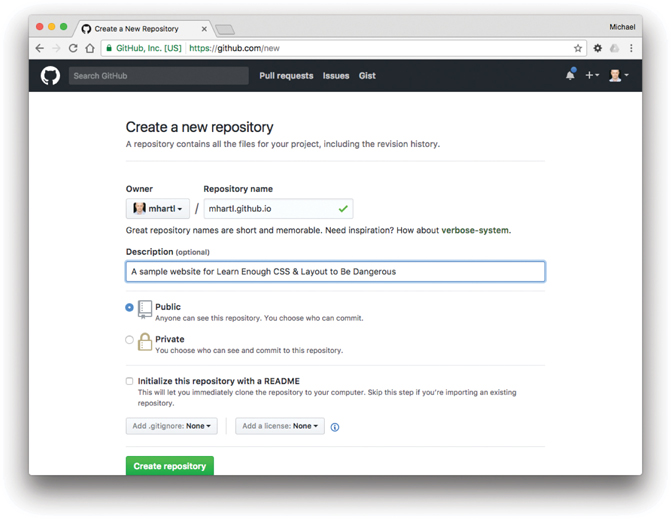 Create a New Repository
Michael
GitHub, Inc. [US] https://github.com/new
Search GitHub
Pull requests Issues Gist
Create a new repository
A repository contains all the files for your project, including the revision history.
Owner Repository name
mhartl / mhartl.github.io
Great repository names are short and memorable. Need inspiration? How about verbose-system.
Description (optional)
A sample website for Learn Enough CSS & Layout to Be Dangerous
Public
Anyone can see this repository. You choose who can commit.
Private
You choose who can see and commit to this repository.
Initialize this repository with a README
This will let you immediately clone the repository to your computer. Skip this step if you're importing an existing
repository.
Add .gitignore: None Add a license: None
Create repository